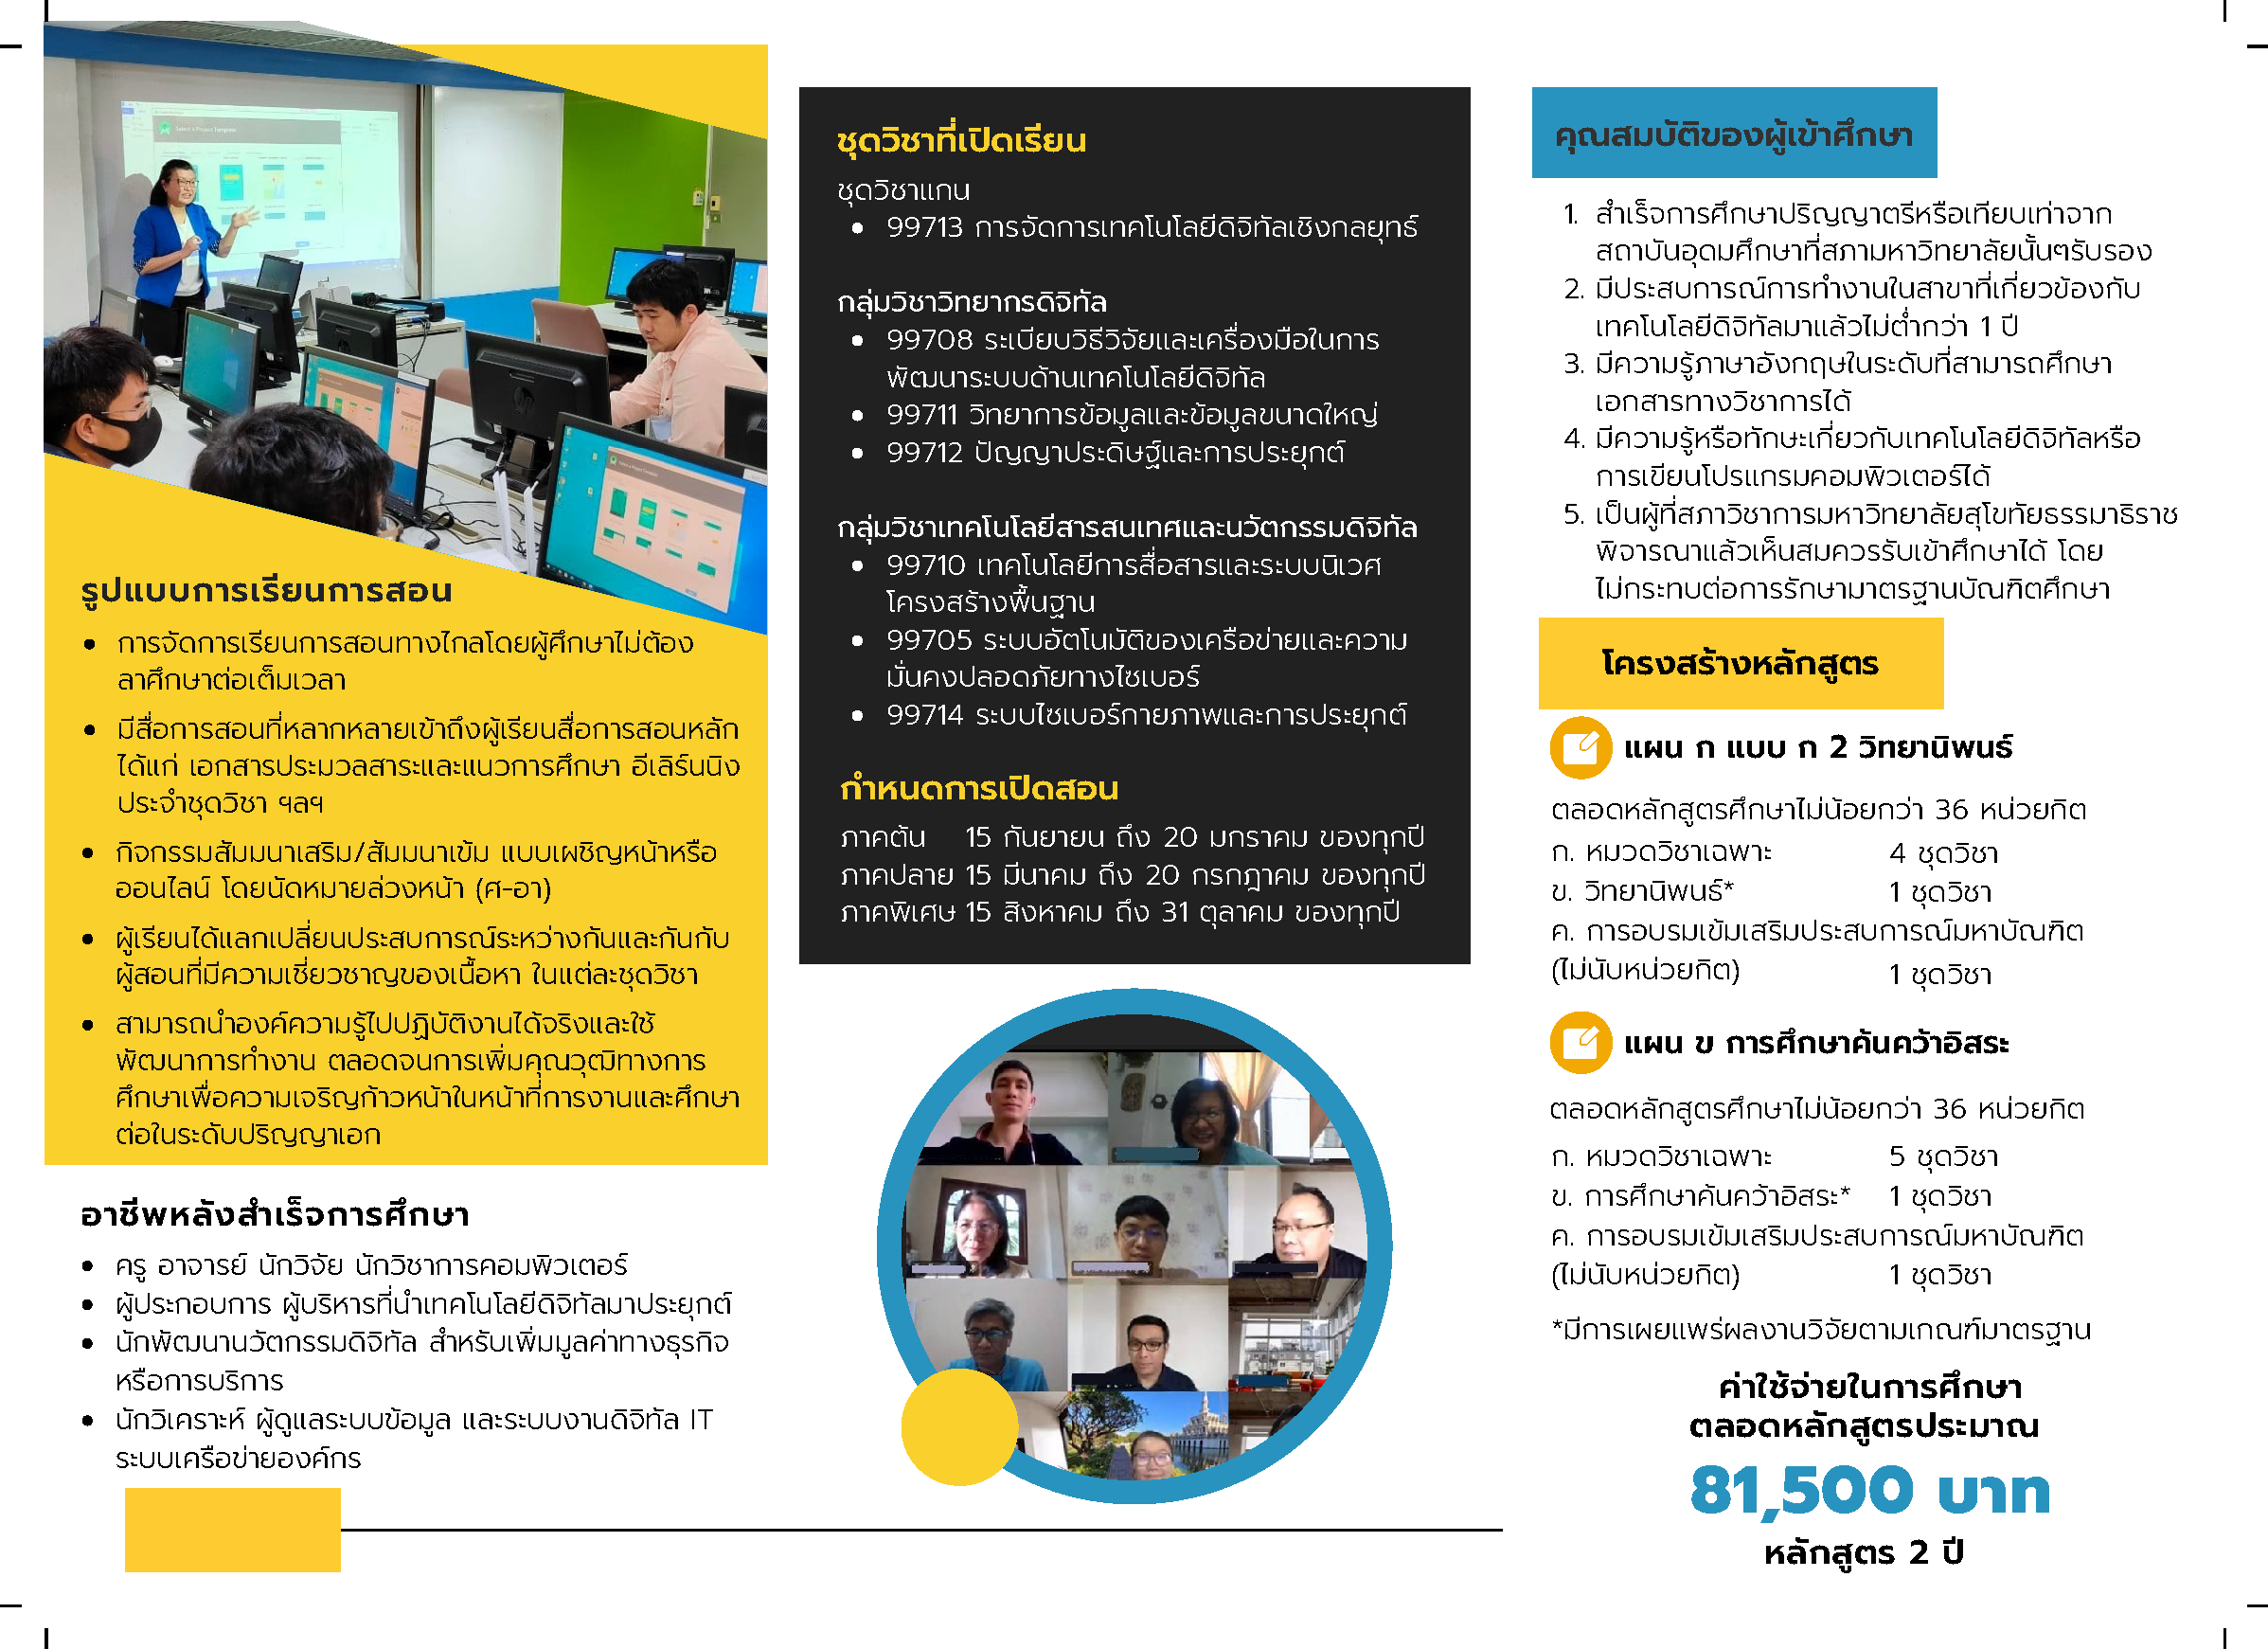 Select a Project Template
รูปแบบการเรียนการสอน
• การจัดการเรียนการสอนทางไกลโดยผู้ศึกษาไม่ต้อง
ลาศึกษาต่อเต็มเวลา
• มีสื่อการสอนที่หลากหลายเข้าถึงผู้เรียนสื่อการสอนหลัก
ได้แก่ เอกสารประมวลสาระและแนวการศึกษา อีเลิร์นนิง
ประจำชุดวิชา ฯลฯ
• กิจกรรมสัมมนาเสริม/สัมมนาเข้ม แบบเผชิญหน้าหรือ
ออนไลน์ โดยนัดหมายล่วงหน้า (ศ-อา)
• ผู้เรียนได้แลกเปลี่ยนประสบการณ์ระหว่างกันและกันกับ
ผู้สอนที่มีความเชี่ยวชาญของเนื้อหา ในแต่ละชุดวิชา
• สามารถนำองค์ความรู้ไปปฏิบัติงานได้จริงและใช้
พัฒนาการทำงาน ตลอดจนการเพิ่มคุณวุฒิทางการ
ศึกษาเพื่อความเจริญก้าวหน้าในหน้าที่การงานและศึกษา
ต่อในระดับปริญญาเอก
อาชีพหลังสำเร็จการศึกษา
• ครู อาจารย์ นักวิจัย นักวิชาการคอมพิวเตอร์
• ผู้ประกอบการ ผู้บริหารที่นำเทคโนโลยีดิจิทัลมาประยุกต์
• นักพัฒนานวัตกรรมดิจิทัล สำหรับเพิ่มมูลค่าทางธุรกิจ
หรือการบริการ
• นักวิเคราะห์ ผู้ดูแลระบบข้อมูล และระบบงานดิจิทัล IT
ระบบเครือข่ายองค์กร
ชุดวิชาที่เปิดเรียน
ชุดวิชาแกน
• 99713 การจัดการเทคโนโลยีดิจิทัลเชิงกลยุทธ์
กลุ่มวิชาวิทยากรดิจิทัล
• 99708 ระเบียบวิธีวิจัยและเครื่องมือในการ
พัฒนาระบบด้านเทคโนโลยีดิจิทัล
• 99711 วิทยาการข้อมูลและข้อมูลขนาดใหญ่
• 99712 ปัญญาประดิษฐ์และการประยุกต์
กลุ่มวิชาเทคโนโลยีสารสนเทศและนวัตกรรมดิจิทัล
• 99710 เทคโนโลยีการสื่อสารและระบบนิเวศ
โครงสร้างพื้นฐาน
• 99705 ระบบอัตโนมัติของเครือข่ายและความ
มั่นคงปลอดภัยทางไซเบอร์
• 99714 ระบบไซเบอร์กายภาพและการประยุกต์
กำหนดการเปิดสอน
ภาคต้น 15 กันยายน ถึง 20 มกราคม ของทุกปี
ภาคปลาย 15 มีนาคม ถึง 20 กรกฎาคม ของทุกปี
ภาคพิเศษ 15 สิงหาคม ถึง 31 ตุลาคม ของทุกปี
คุณสมบัติของผู้เข้าศึกษา
1. สำเร็จการศึกษาปริญญาตรีหรือเทียบเท่าจาก
สถาบันอุดมศึกษาที่สภามหาวิทยาลัยนั้นๆรับรอง
2. มีประสบการณ์การทำงานในสาขาที่เกี่ยวข้องกับ
เทคโนโลยีดิจิทัลมาแล้วไม่ต่ำกว่า 1 ปี
3. มีความรู้ภาษาอังกฤษในระดับที่สามารถศึกษา
เอกสารทางวิชาการได้
4. มีความรู้หรือทักษะเกี่ยวกับเทคโนโลยีดิจิทัลหรือ
การเขียนโปรแกรมคอมพิวเตอร์ได้
5. เป็นผู้ที่สภาวิชาการมหาวิทยาลัยสุโขทัยธรรมาธิราช
พิจารณาแล้วเห็นสมควรรับเข้าศึกษาได้ โดย
ไม่กระทบต่อการรักษามาตรฐานบัณฑิตศึกษา
โครงสร้างหลักสูตร
แผน ก แบบ ก 2 วิทยานิพนธ์
ตลอดหลักสูตรศึกษาไม่น้อยกว่า 36 หน่วยกิต
ก. หมวดวิชาเฉพาะ 4 ชุดวิชา
ข. วิทยานิพนธ์* 1 ชุดวิชา
ค. การอบรมเข้มเสริมประสบการณ์มหาบัณฑิต
(ไม่นับหน่วยกิต) 1 ชุดวิชา
แผน ข การศึกษาค้นคว้าอิสระ
ตลอดหลักสูตรศึกษาไม่น้อยกว่า 36 หน่วยกิต
ก. หมวดวิชาเฉพาะ 5 ชุดวิชา
ข. การศึกษาค้นคว้าอิสระ* 1 ชุดวิชา
ค. การอบรมเข้มเสริมประสบการณ์มหาบัณฑิต
(ไม่นับหน่วยกิต) 1 ชุดวิชา
*มีการเผยแพร่ผลงานวิจัยตามเกณฑ์มาตรฐาน
ค่าใช้จ่ายในการศึกษา
ตลอดหลักสูตรประมาณ
81,500 บาท
หลักสูตร 2 ปี